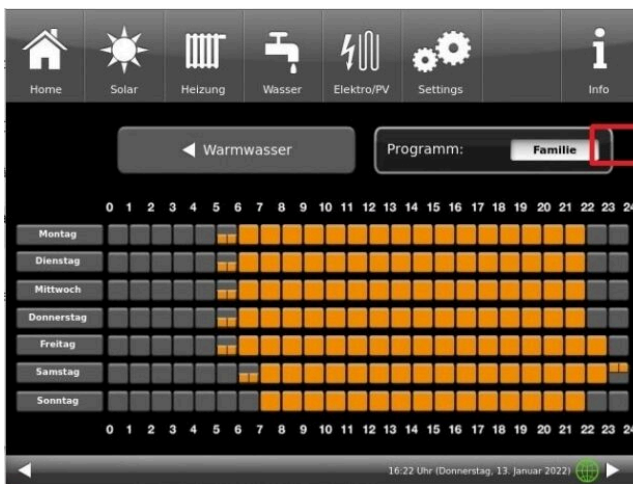 Home Solar Heizung Wasser Elektro/PV Settings Info
Warmwasser Programm: Familie
0 1 2 3 4 5 6 7 8 9 10 11 12 13 14 15 16 17 18 19 20 21 22 23 24
Montag
Dienstag
Mittwoch
Donnerstag
Freitag
Samstag
Sonntag
0 1 2 3 4 5 6 7 8 9 10 11 12 13 14 15 16 17 18 19 20 21 22 23 24
16:22 Uhr (Donnerstag, 13. Januar 2022)